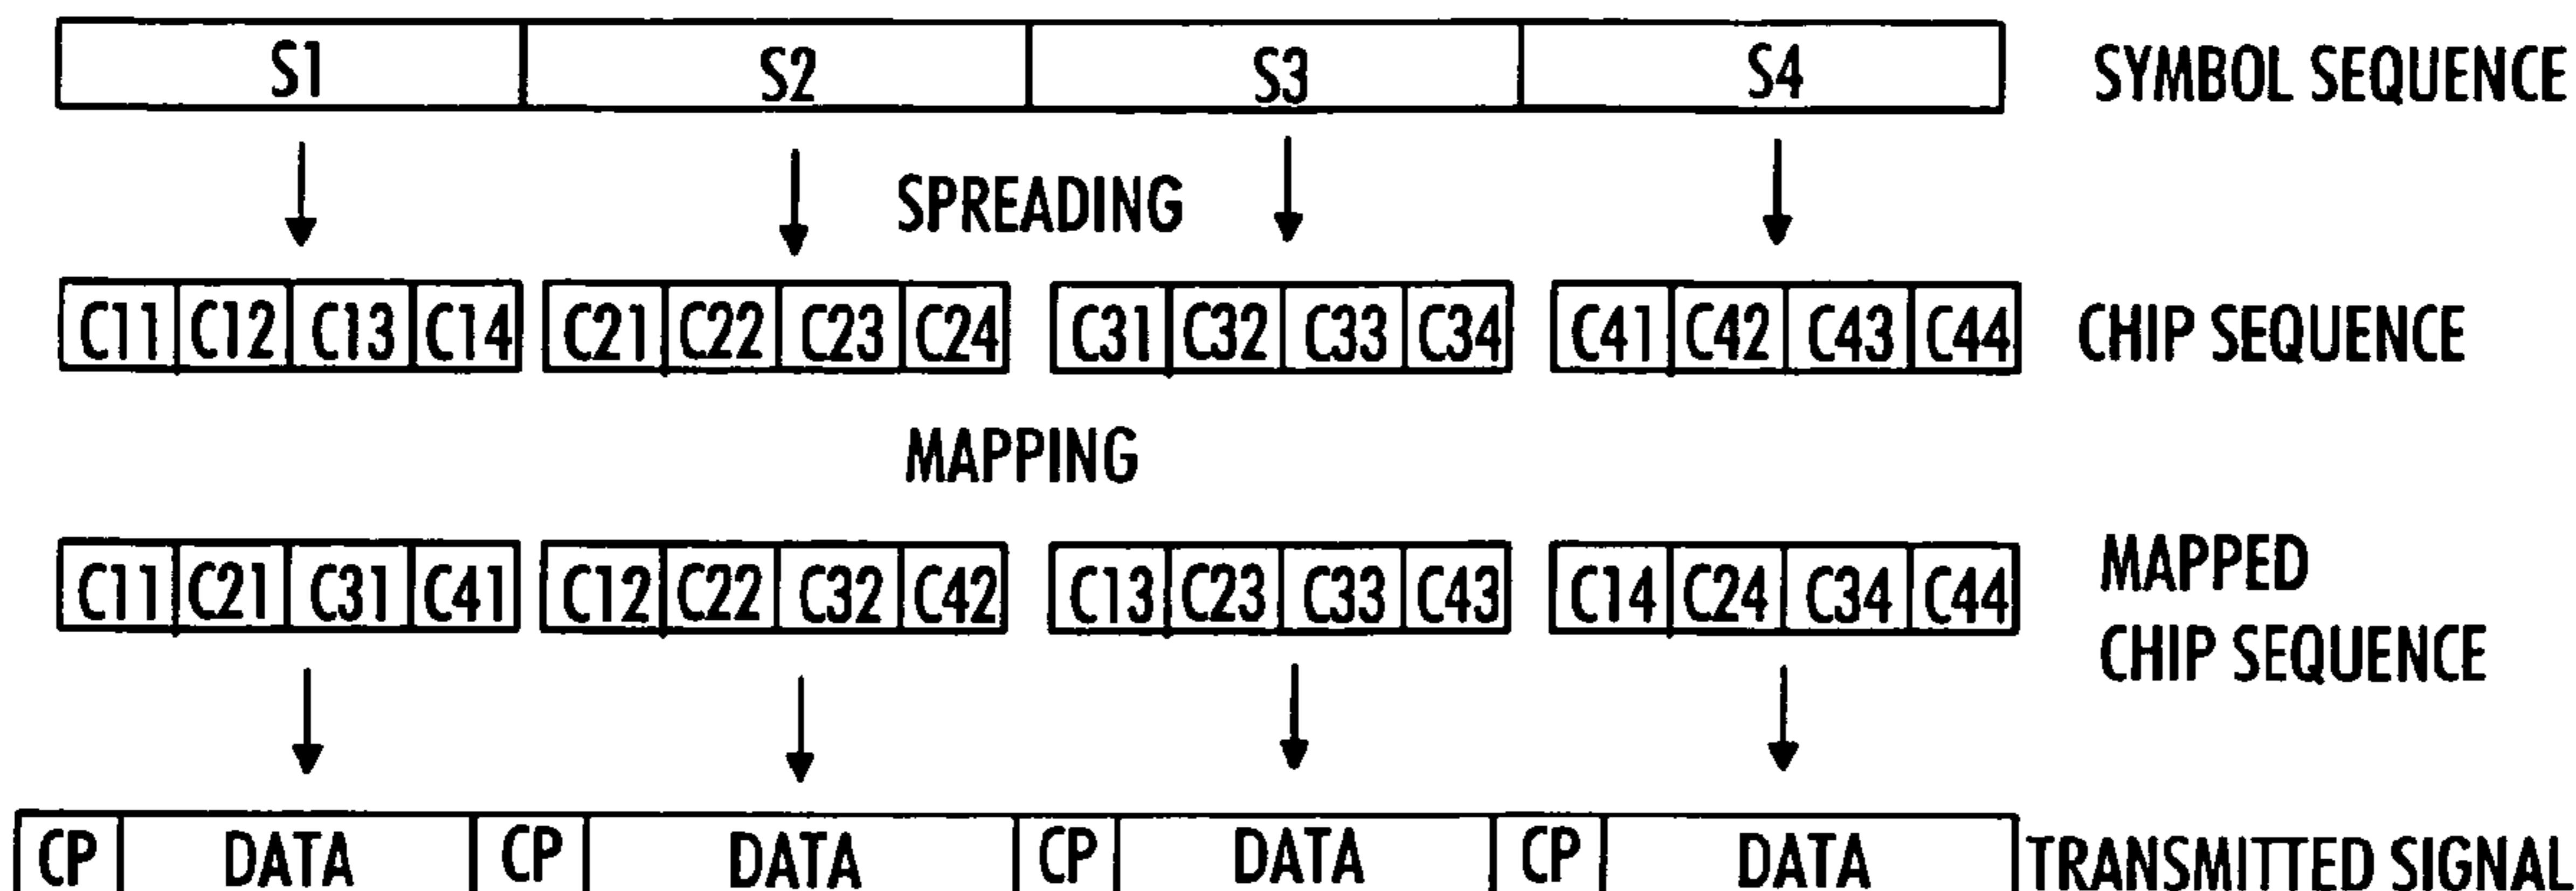 S1 S2 S3 S4 SYMBOL SEQUENCE
SPREADING
C11 C12 C13 C14 C21 C22 C23 C24 C31 C32 C33 C34 C41 C42 C43 C44 CHIP SEQUENCE
MAPPING
C11 C21 C31 C41 C12 C22 C32 C42 C13 C23 C33 C43 C14 C24 C34 C44 MAPPED
CHIP SEQUENCE
CP DATA CP DATA CP DATA CP DATA TRANSMITTED SIGNAL